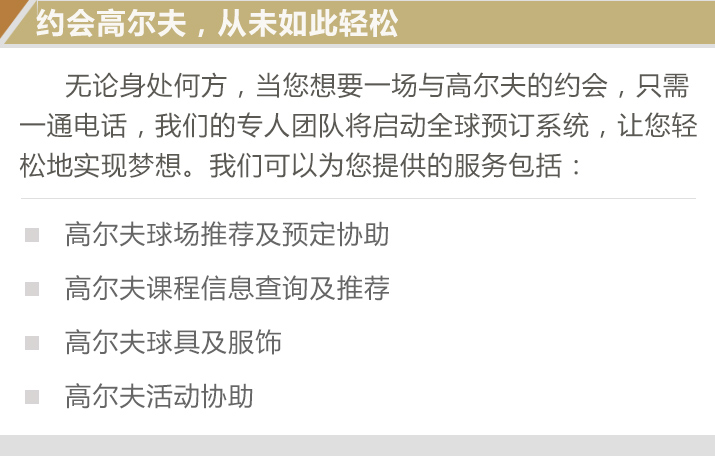 约会高尔夫，从未如此轻松
无论身处何方，当您想要一场与高尔夫的约会，只需
一通电话，我们的专人团队将启动全球预订系统，让您轻
松地实现梦想。我们可以为您提供的服务包括：
高尔夫球场推荐及预定协助
高尔夫课程信息查询及推荐
高尔夫球具及服饰
高尔夫活动协助